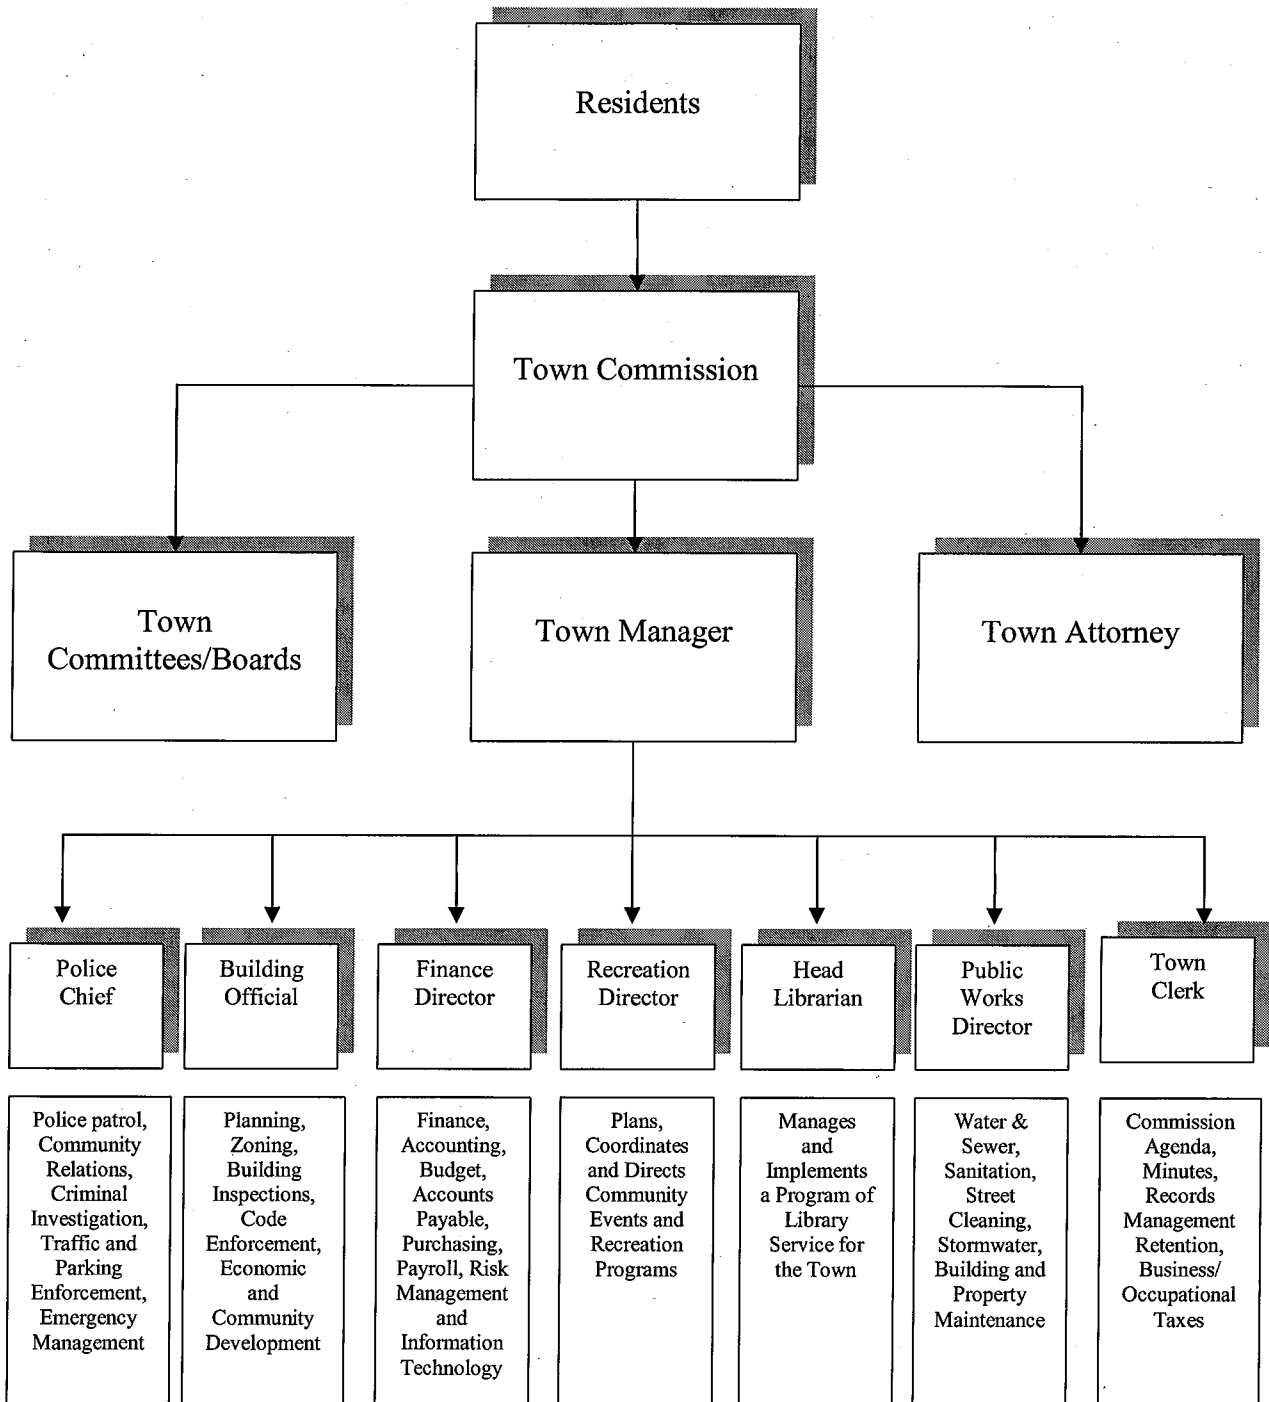 Residents
Town Commission
Town
Committees/Boards
Town Manager
Town Attorney
Police
Chief
Building
Official
Finance
Director
Recreation
Director
Head
Librarian
Public
Works
Director
Town
Clerk
Police patrol,
Community
Relations,
Criminal
Investigation,
Traffic and
Parking
Enforcement,
Emergency
Management
Planning,
Zoning,
Building
Inspections,
Code
Enforcement,
Economic
and
Community
Development
Finance,
Accounting,
Budget,
Accounts
Payable,
Purchasing,
Payroll, Risk
Management
and
Information
Technology
Plans,
Coordinates
and Directs
Community
Events and
Recreation
Programs
Manages
and
Implements
a Program of
Library
Service for
the Town
Water &
Sewer,
Sanitation,
Street
Cleaning,
Stormwater,
Building and
Property
Maintenance
Commission
Agenda,
Minutes,
Records
Management
Retention,
Business/
Occupational
Taxes